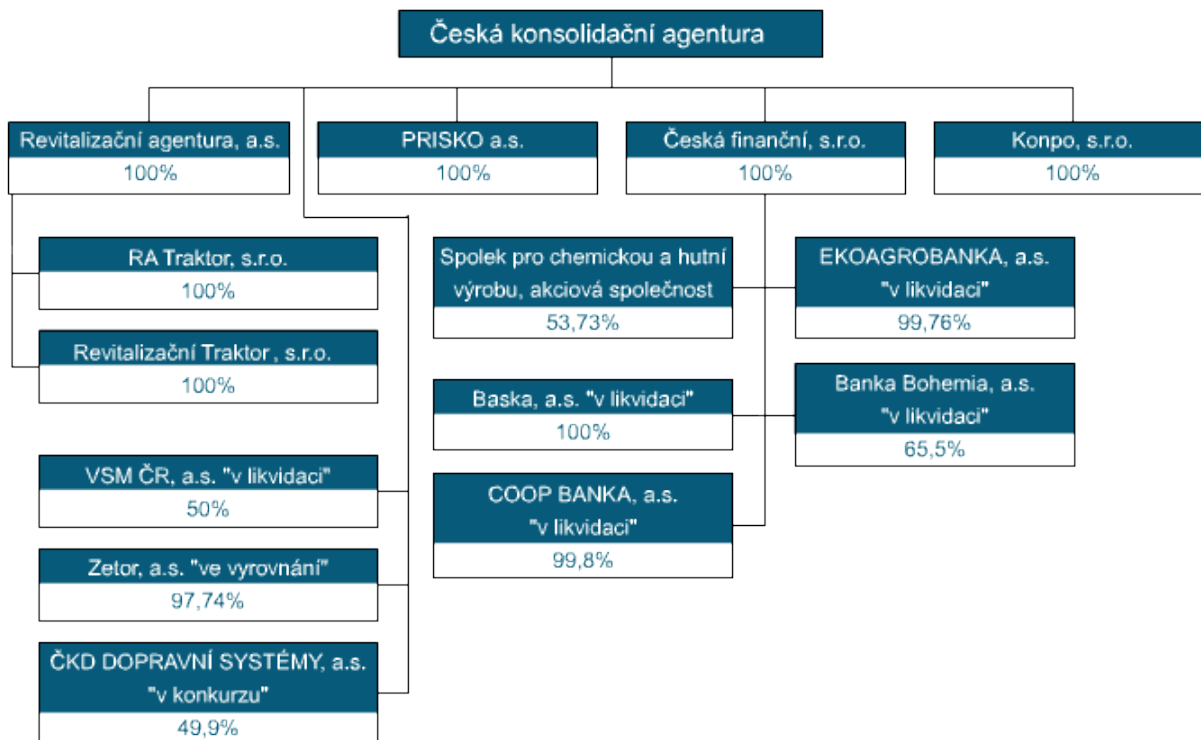 Česká konsolidační agentura
Revitalizační agentura, a.s.
100%
PRISKO a.s.
100%
Česká finanční, s.r.o.
100%
Konpo, s.r.o.
100%
RA Traktor, s.r.o.
100%
Revitalizační Traktor , s.r.o.
100%
VSM ČR, a.s. "v likvidaci"
50%
Zetor, a.s. "ve vyrovnání"
97,74%
ČKD DOPRAVNÍ SYSTÉMY, a.s.
"v konkurzu"
49,9%
Spolek pro chemickou a hutní
výrobu, akciová společnost
53,73%
Baska, a.s. "v likvidaci"
100%
COOP BANKA, a.s.
"v likvidaci"
99,8%
EKOAGROBANKA, a.s.
"v likvidaci"
99,76%
Banka Bohemia, a.s.
"v likvidaci"
65,5%